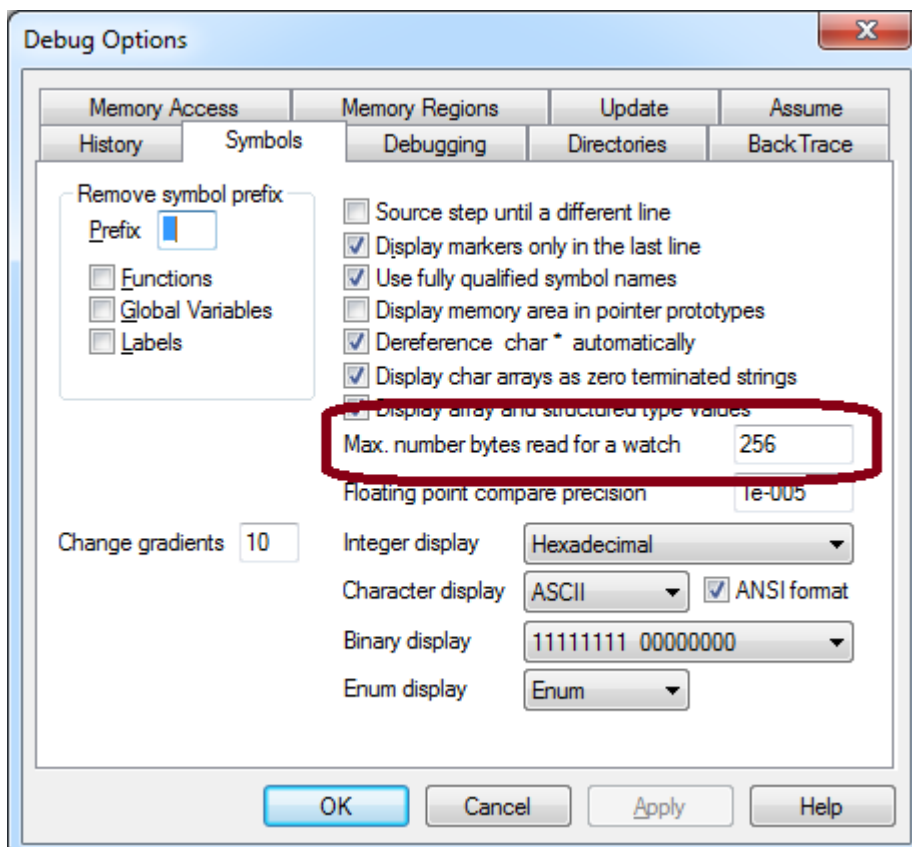 Debug Options
Memory Access
Memory Regions
Update
Assume
History
Symbols
Debugging
Directories
BackTrace
Remove symbol prefix
Prefix
Functions
Global Variables
Labels
Change gradients 10
Source step until a different line
Display markers only in the last line
Use fully qualified symbol names
Display memory area in pointer prototypes
Dereference char * automatically
Display char arrays as zero terminated strings
Display array and structured type values
Max. number bytes read for a watch 256
Floating point compare precision 1e-005
Integer display Hexadecimal
Character display ASCII ANSI format
Binary display 11111111 00000000
Enum display Enum
OK
Cancel
Apply
Help